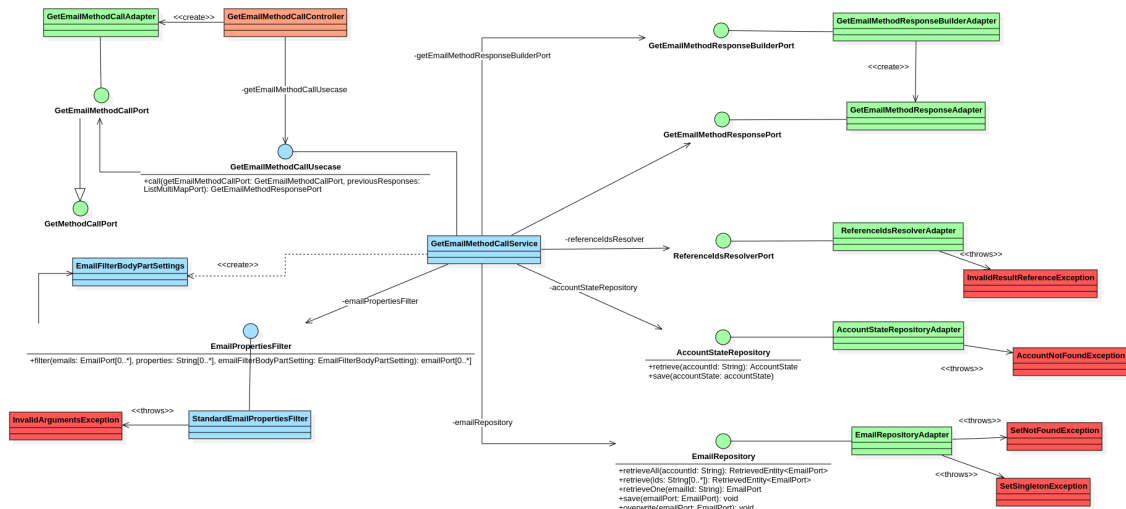 GetEmailMethodCallAdapter
<<create>>
GetEmailMethodCallController
GetEmailMethodResponseBuilderAdapter
GetEmailMethodResponseBuilderPort
-getEmailMethodResponseBuilderPort
<<create>>
-getEmailMethodCallUsecase
GetEmailMethodCallPort
GetEmailMethodResponseAdapter
GetEmailMethodResponsePort
GetEmailMethodCallUsecase
+call(getEmailMethodCallPort: GetEmailMethodCallPort, previousResponses:
ListMultiMapPort): GetEmailMethodResponsePort
GetMethodCallPort
GetEmailMethodCallService
-referenceIdsResolver
ReferenceIdsResolverPort
ReferenceIdsResolverAdapter
<<throws>>
InvalidResultReferenceException
EmailFilterBodyPartSettings
<<create>>
-accountStateRepository
-emailPropertiesFilter
EmailPropertiesFilter
+filter(emails: EmailPort[0..*], properties: String[0..*], emailFilterBodyPartSetting: EmailFilterBodyPartSetting): emailPort[0..*]
AccountStateRepositoryAdapter
AccountStateRepository
+retrieve(accountId: String): AccountState
+save(accountState: accountState)
<<throws>>
AccountNotFoundException
InvalidArgumentsException
<<throws>>
StandardEmailPropertiesFilter
-emailRepository
EmailRepository
EmailRepositoryAdapter
<<throws>>
SetNotFoundException
<<throws>>
SetSingletonException
+retrieveAll(accountId: String): RetrievedEntity<EmailPort>
+retrieve(ids: String[0..*]): RetrievedEntity<EmailPort>
+retrieveOne(emailId: String): EmailPort
+save(emailPort: EmailPort): void
+overwrite(emailPort: EmailPort): void